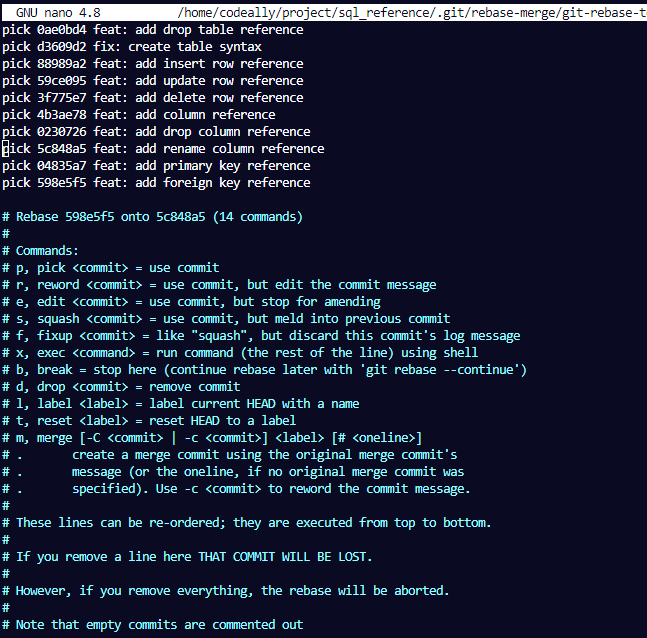 GNU nano 4.8 /home/codeally/project/sql_reference/.git/rebase-merge/git-rebase-t
pick 0ae0bd4 feat: add drop table reference
pick d3609d2 fix: create table syntax
pick 88989a2 feat: add insert row reference
pick 59ce095 feat: add update row reference
pick 3f775e7 feat: add delete row reference
pick 4b3ae78 feat: add column reference
pick 0230726 feat: add drop column reference
pick 5c848a5 feat: add rename column reference
pick 04835a7 feat: add primary key reference
pick 598e5f5 feat: add foreign key reference
# Rebase 598e5f5 onto 5c848a5 (14 commands)
#
# Commands:
# p, pick <commit> = use commit
# r, reword <commit> = use commit, but edit the commit message
# e, edit <commit> = use commit, but stop for amending
# s, squash <commit> = use commit, but meld into previous commit
# f, fixup <commit> = like "squash", but discard this commit's log message
# x, exec <command> = run command (the rest of the line) using shell
# b, break = stop here (continue rebase later with 'git rebase --continue')
# d, drop <commit> = remove commit
# l, label <label> = label current HEAD with a name
# t, reset <label> = reset HEAD to a label
# m, merge [-C <commit> | -c <commit>] <label> [# <oneline>]
# .       create a merge commit using the original merge commit's
# .       message (or the oneline, if no original merge commit was
# .       specified). Use -c <commit> to reword the commit message.
#
# These lines can be re-ordered; they are executed from top to bottom.
#
# If you remove a line here THAT COMMIT WILL BE LOST.
#
# However, if you remove everything, the rebase will be aborted.
#
# Note that empty commits are commented out